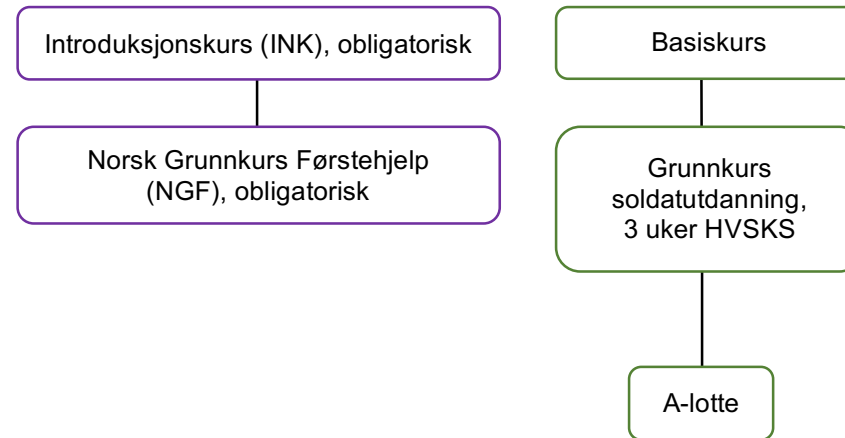 Introduksjonskurs (INK), obligatorisk
Norsk Grunnkurs Førstehjelp
(NGF), obligatorisk
Basiskurs
Grunnkurs
soldatutdanning,
3 uker HVSKS
A-lotte